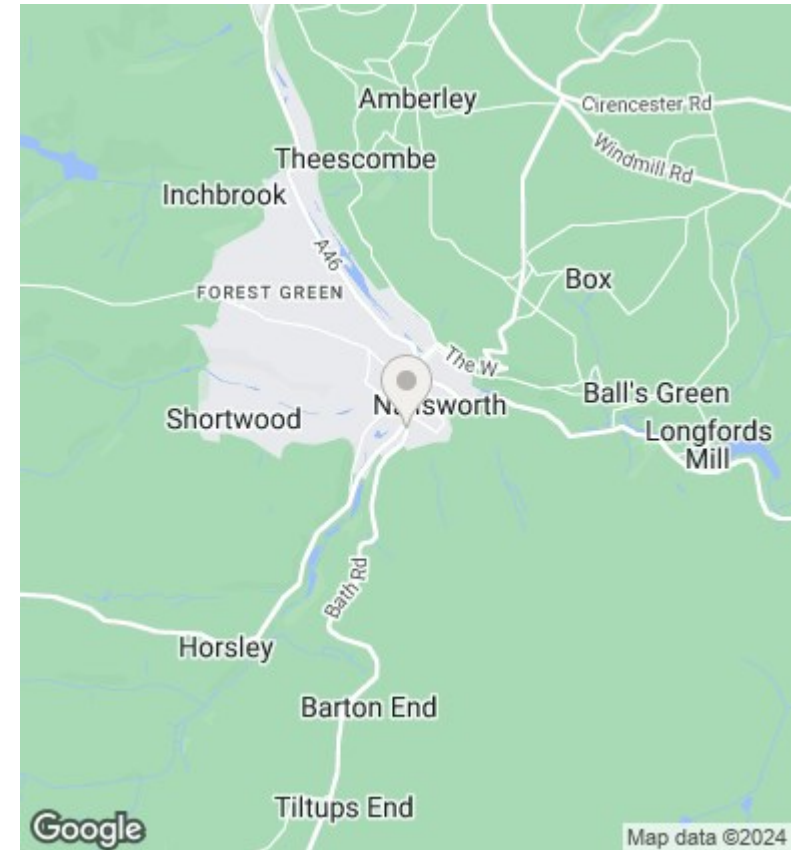 Amberley
Cirencester Rd
Windmill Rd
Theescombe
Inchbrook
A46
FOREST GREEN
Box
The W
Ball's Green
Shortwood
Longfords
Mill
Bath Rd
Horsley
Barton End
Tiltups End
Google
Map data ©2024